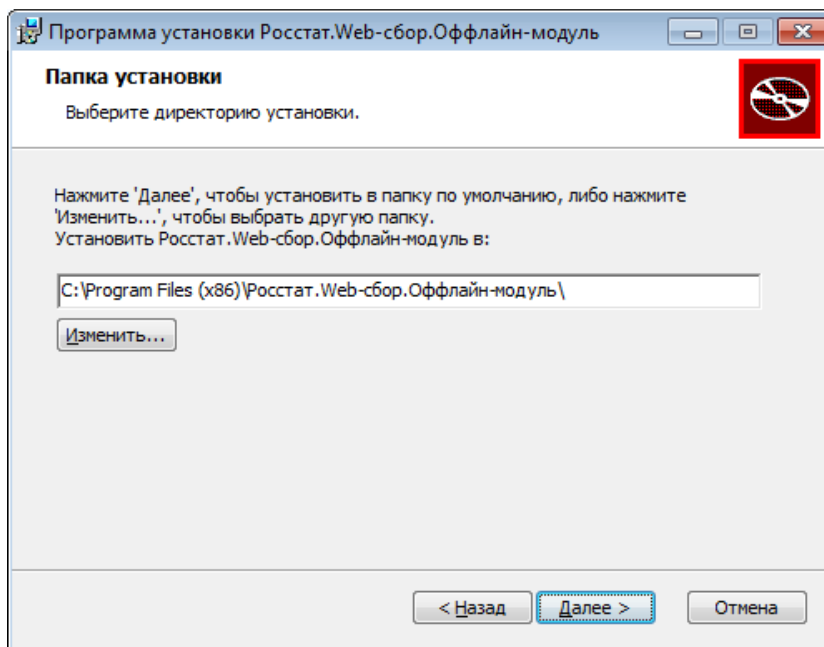 Программа установки Росстат.Web-сбор.Оффлайн-модуль
Папка установки
Выберите директорию установки.
Нажмите 'Далее', чтобы установить в папку по умолчанию, либо нажмите
'Изменить...', чтобы выбрать другую папку.
Установить Росстат.Web-сбор.Оффлайн-модуль в:
C:\Program Files (x86)\Росстат.Web-сбор.Оффлайн-модуль\
Изменить...
< Назад Далее > Отмена